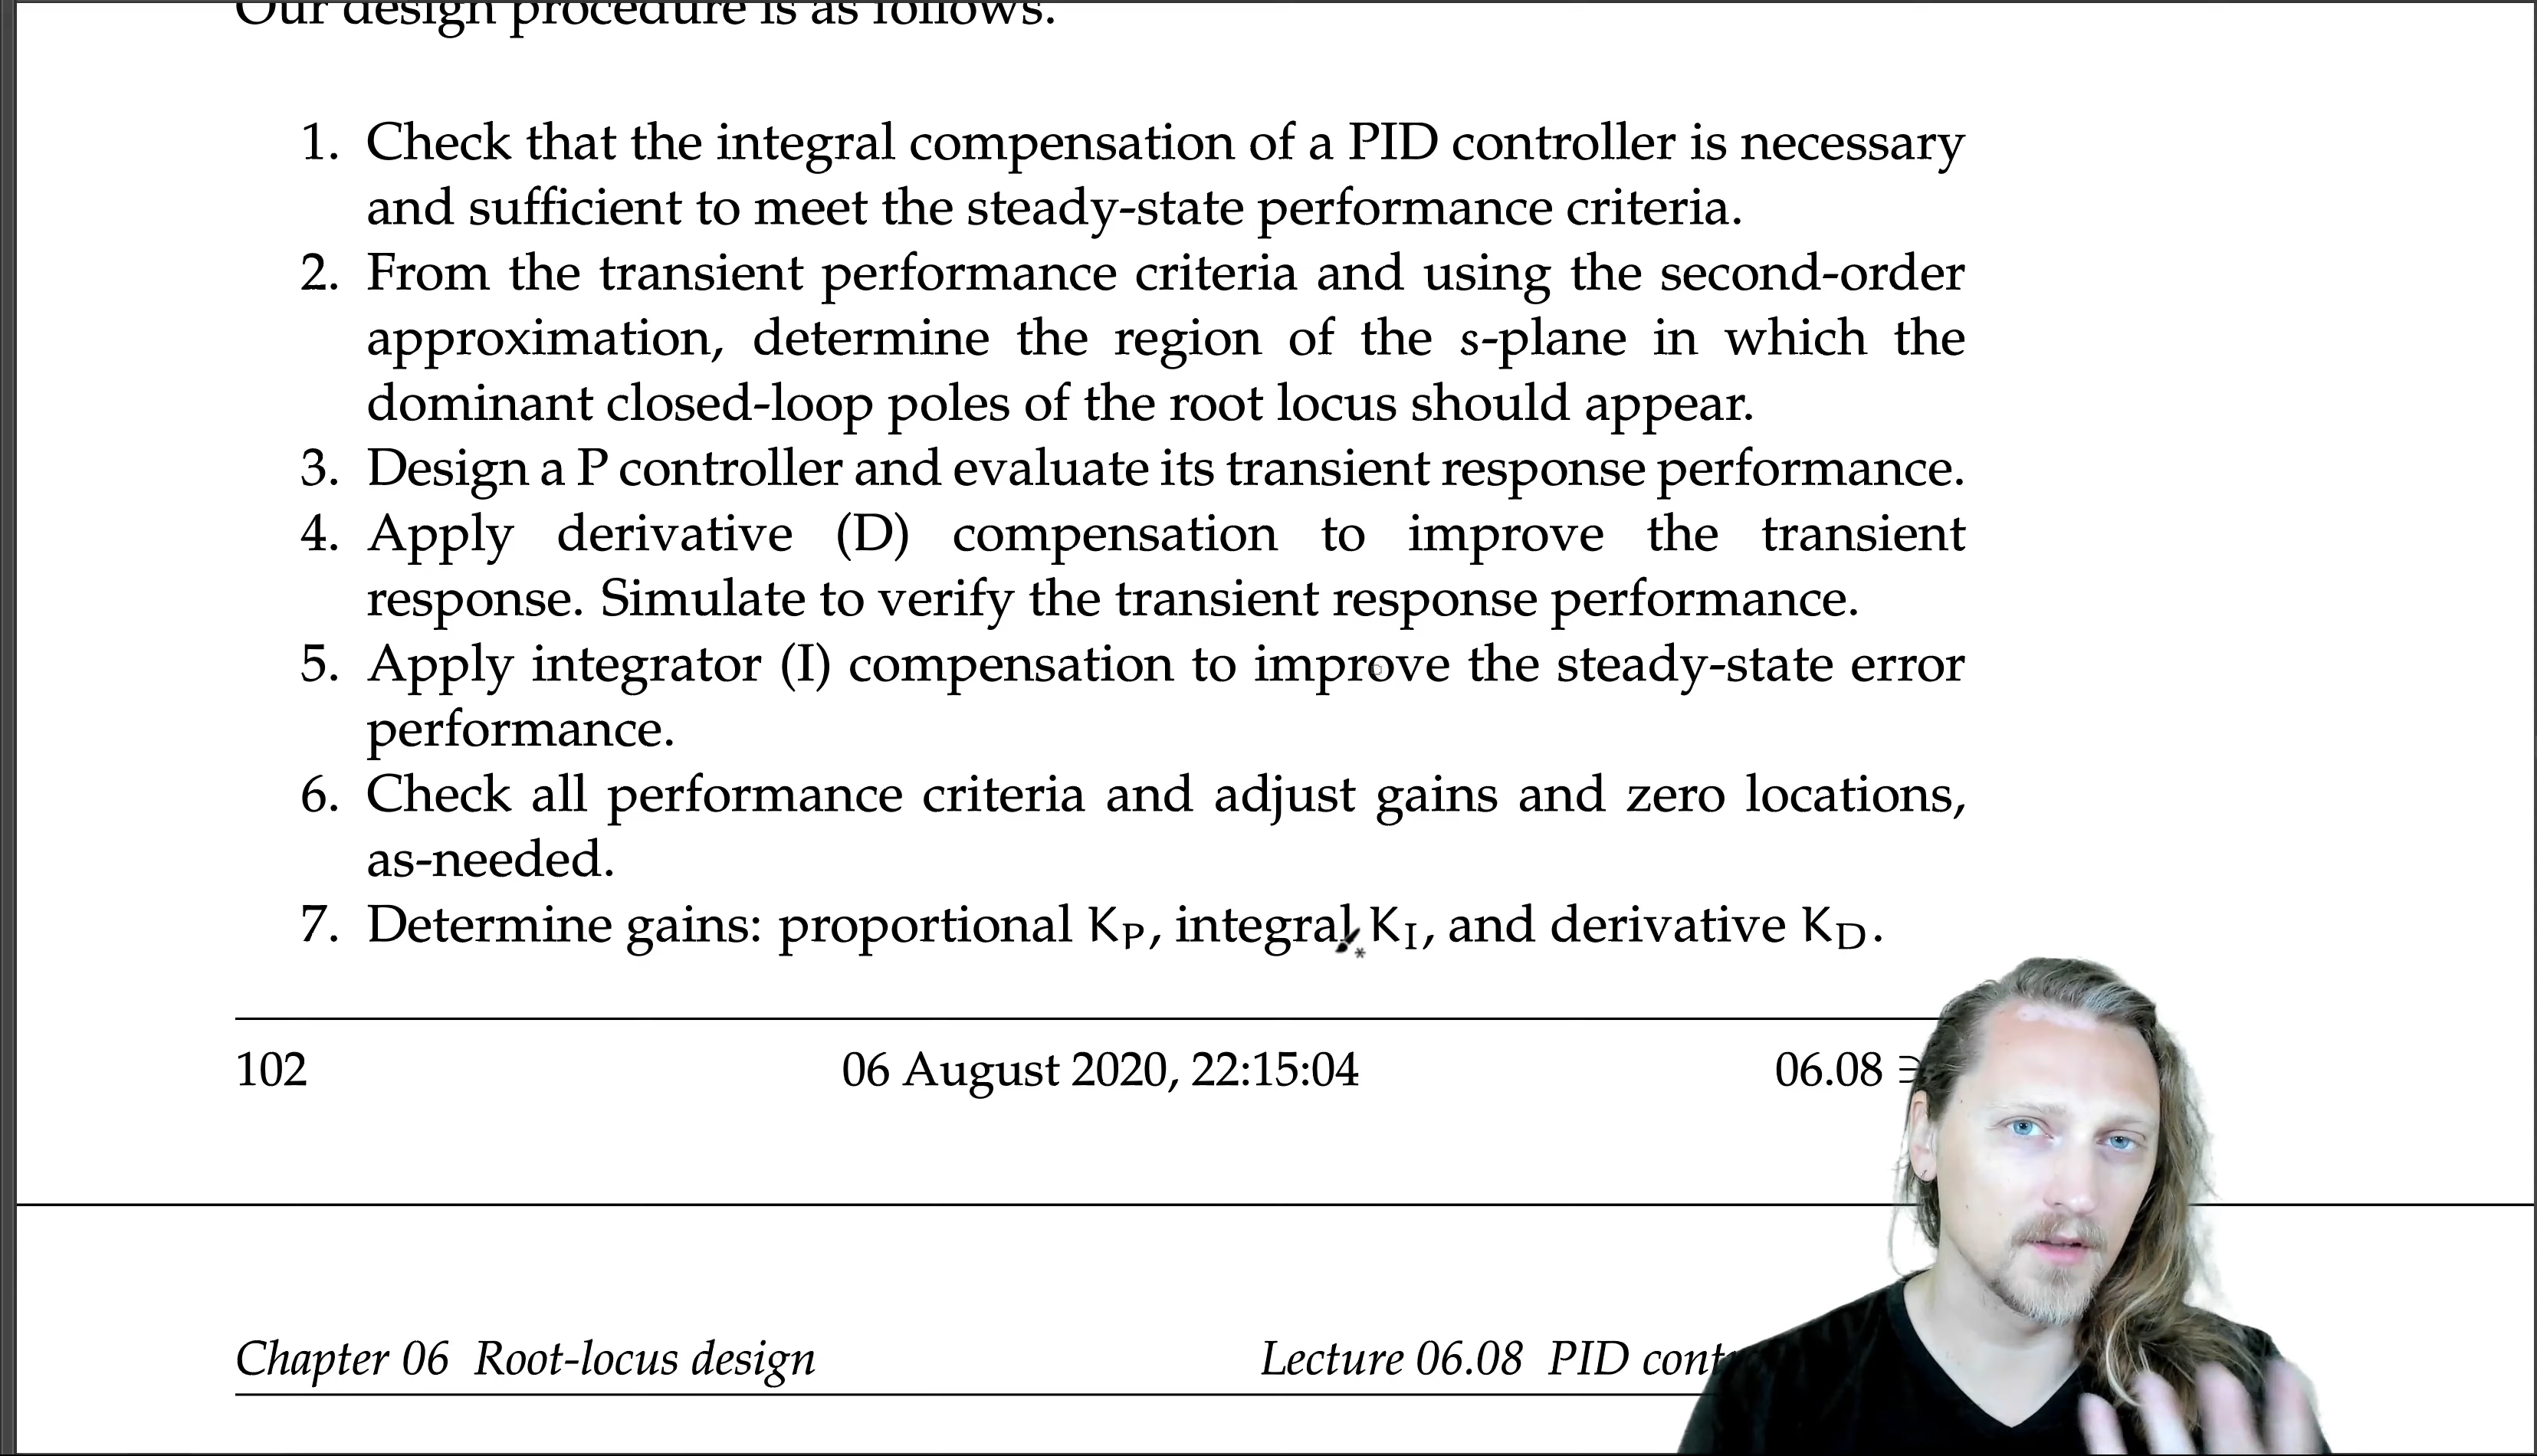 Our design procedure is as follows:
1. Check that the integral compensation of a PID controller is necessary
and sufficient to meet the steady-state performance criteria.
2. From the transient performance criteria and using the second-order
approximation, determine the region of the s-plane in which the
dominant closed-loop poles of the root locus should appear.
3. Design a P controller and evaluate its transient response performance.
4. Apply derivative (D) compensation to improve the transient
response. Simulate to verify the transient response performance.
5. Apply integrator (I) compensation to improve the steady-state error
performance.
6. Check all performance criteria and adjust gains and zero locations,
as-needed.
7. Determine gains: proportional K_P, integral K_I, and derivative K_D.
102 06 August 2020, 22:15:04 06.08
Chapter 06 Root-locus design Lecture 06.08 PID